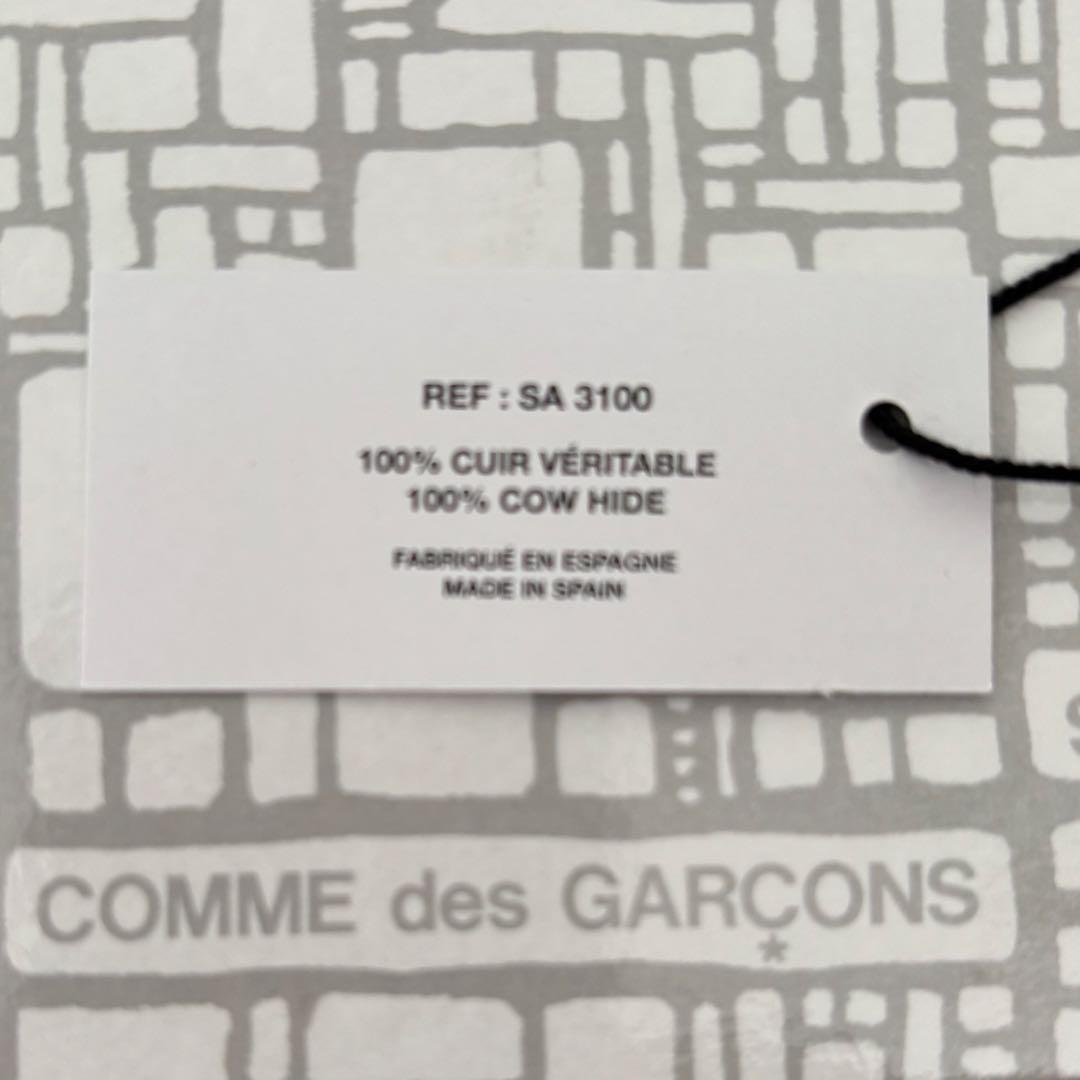 REF : SA 3100
100% CUIR VÉRITABLE
100% COW HIDE
FABRIQUÉ EN ESPAGNE
MADE IN SPAIN
COMME des GARÇONS
*